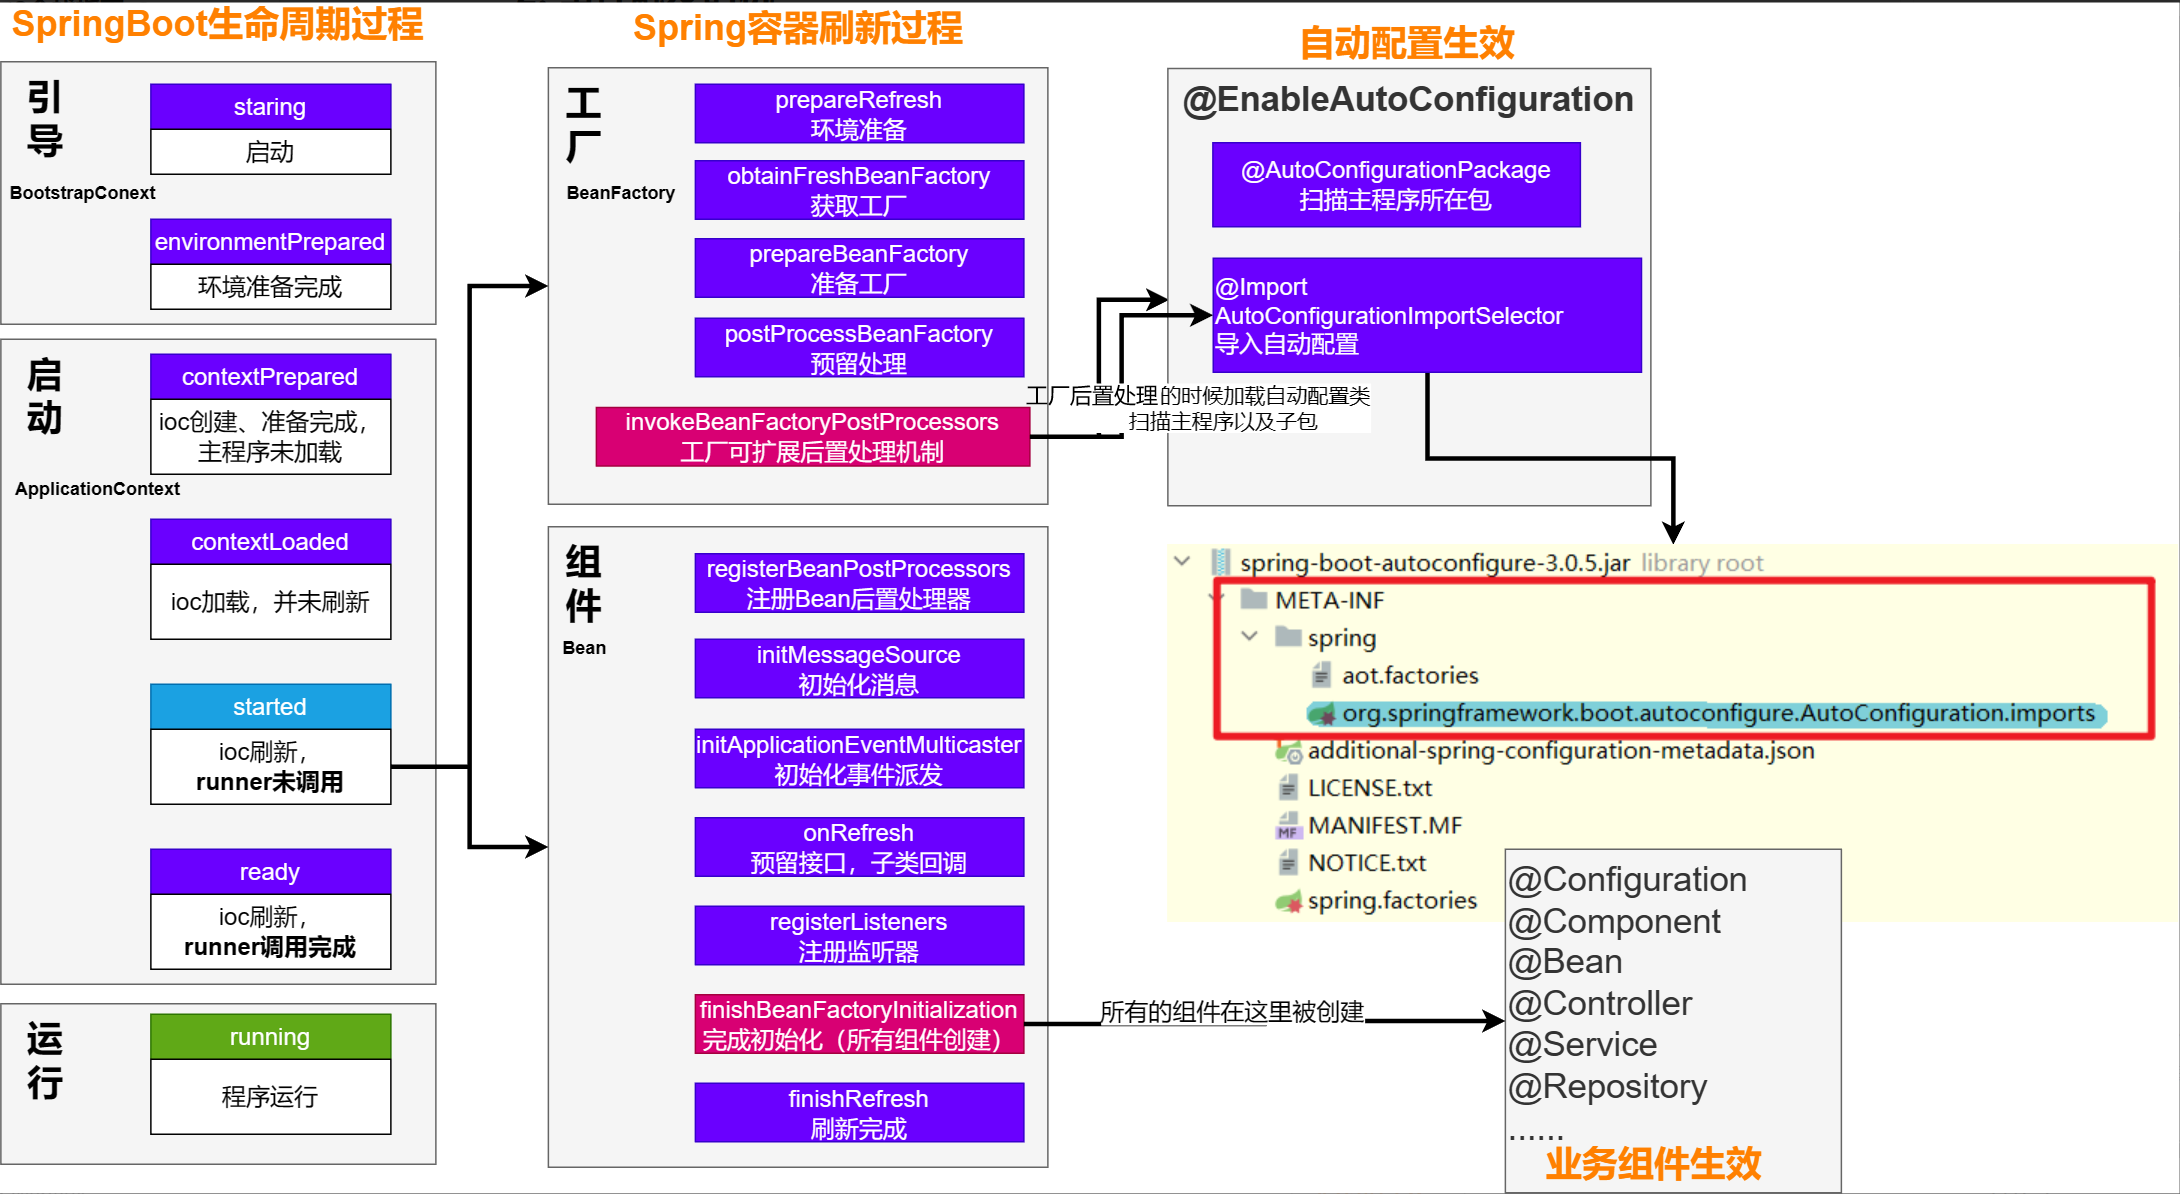 SpringBoot生命周期过程
引
导
BootstrapConext
staring
启动
environmentPrepared
环境准备完成
启
动
ApplicationContext
contextPrepared
ioc创建、准备完成，
主程序未加载
contextLoaded
ioc加载，并未刷新
started
ioc刷新，
runner未调用
ready
ioc刷新，
runner调用完成
运
行
running
程序运行
Spring容器刷新过程
工
厂
BeanFactory
prepareRefresh
环境准备
obtainFreshBeanFactory
获取工厂
prepareBeanFactory
准备工厂
postProcessBeanFactory
预留处理
invokeBeanFactoryPostProcessors
工厂可扩展后置处理机制
工厂后置处理的时候加载自动配置类
扫描主程序以及子包
组
件
Bean
registerBeanPostProcessors
注册Bean后置处理器
initMessageSource
初始化消息
initApplicationEventMulticaster
初始化事件派发
onRefresh
预留接口，子类回调
registerListeners
注册监听器
finishBeanFactoryInitialization
完成初始化（所有组件创建）
finishRefresh
刷新完成
所有的组件在这里被创建
自动配置生效
@EnableAutoConfiguration
@AutoConfigurationPackage
扫描主程序所在包
@Import
AutoConfigurationImportSelector
导入自动配置
spring-boot-autoconfigure-3.0.5.jar library root
META-INF
spring
aot.factories
org.springframework.boot.autoconfigure.AutoConfiguration.imports
additional-spring-configuration-metadata.json
LICENSE.txt
MANIFEST.MF
NOTICE.txt
spring.factories
@Configuration
@Component
@Bean
@Controller
@Service
@Repository
......
业务组件生效